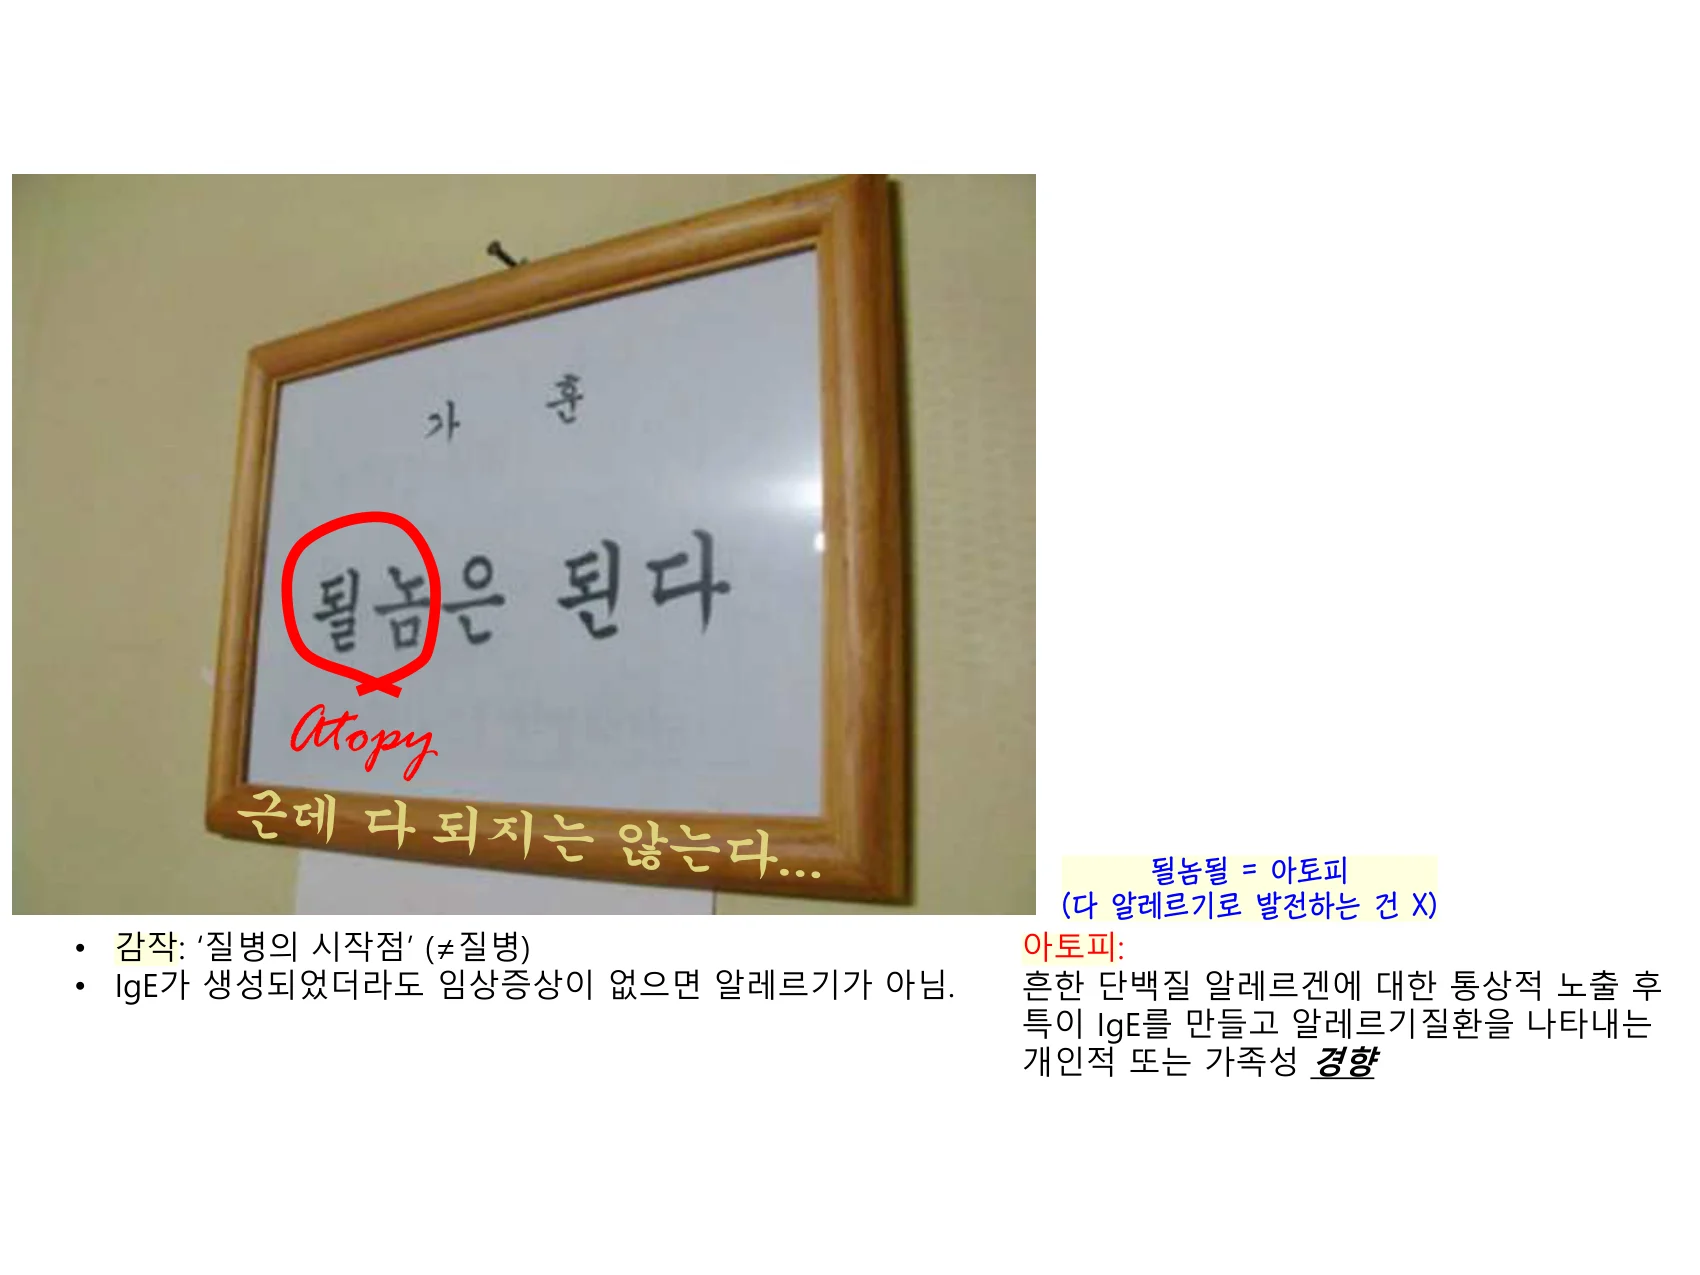 가 훈
될놈은 된다
Atopy
근데 다 되지는 않는다...
될놈될 = 아토피
(다 알레르기로 발전하는 건 X)
• 감작: ‘질병의 시작점’ (≠질병)
• IgE가 생성되었더라도 임상증상이 없으면 알레르기가 아님.
아토피:
흔한 단백질 알레르겐에 대한 통상적 노출 후
특이 IgE를 만들고 알레르기질환을 나타내는
개인적 또는 가족성 경향